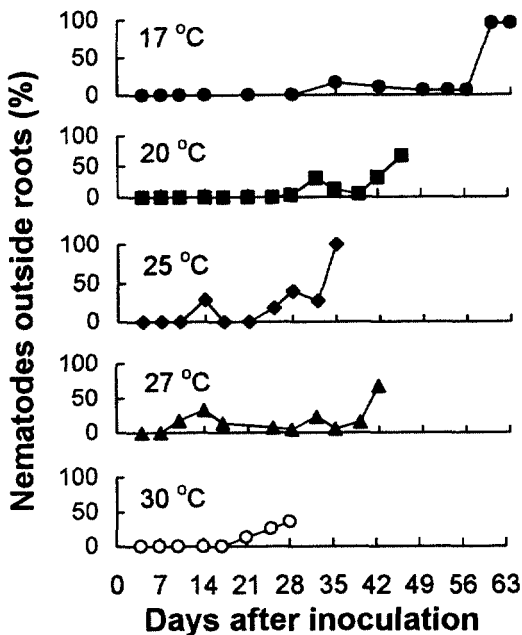 Nematodes outside roots (%)
17 °C
100
50
0
20 °C
100
50
0
25 °C
100
50
0
27 °C
100
50
0
30 °C
100
50
0
0 7 14 21 28 35 42 49 56 63
Days after inoculation